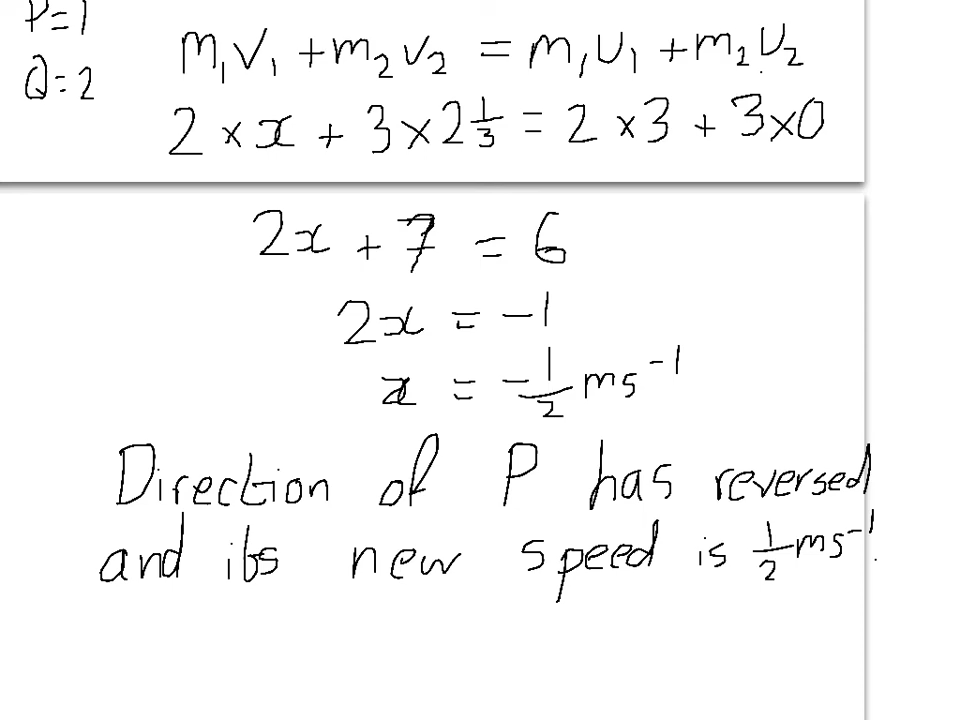 P=1
Q=2
m₁v₁ + m₂v₂ = m₁u₁ + m₂u₂
2 × x + 3 × 2⅓ = 2 × 3 + 3×0
2x + 7 = 6
2x = -1
x = -½ ms⁻¹
Direction of P has reversed
and its new speed is ½ ms⁻¹.